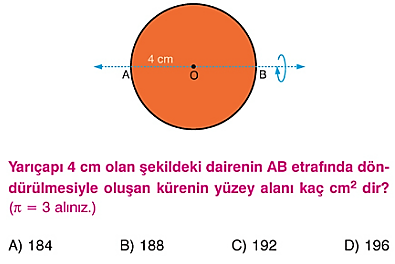 4 cm
A O B
Yarıçapı 4 cm olan şekildeki dairenin AB etrafında dön-
dürülmesiyle oluşan kürenin yüzey alanı kaç cm² dir?
(π = 3 alınız.)
A) 184 B) 188 C) 192 D) 196